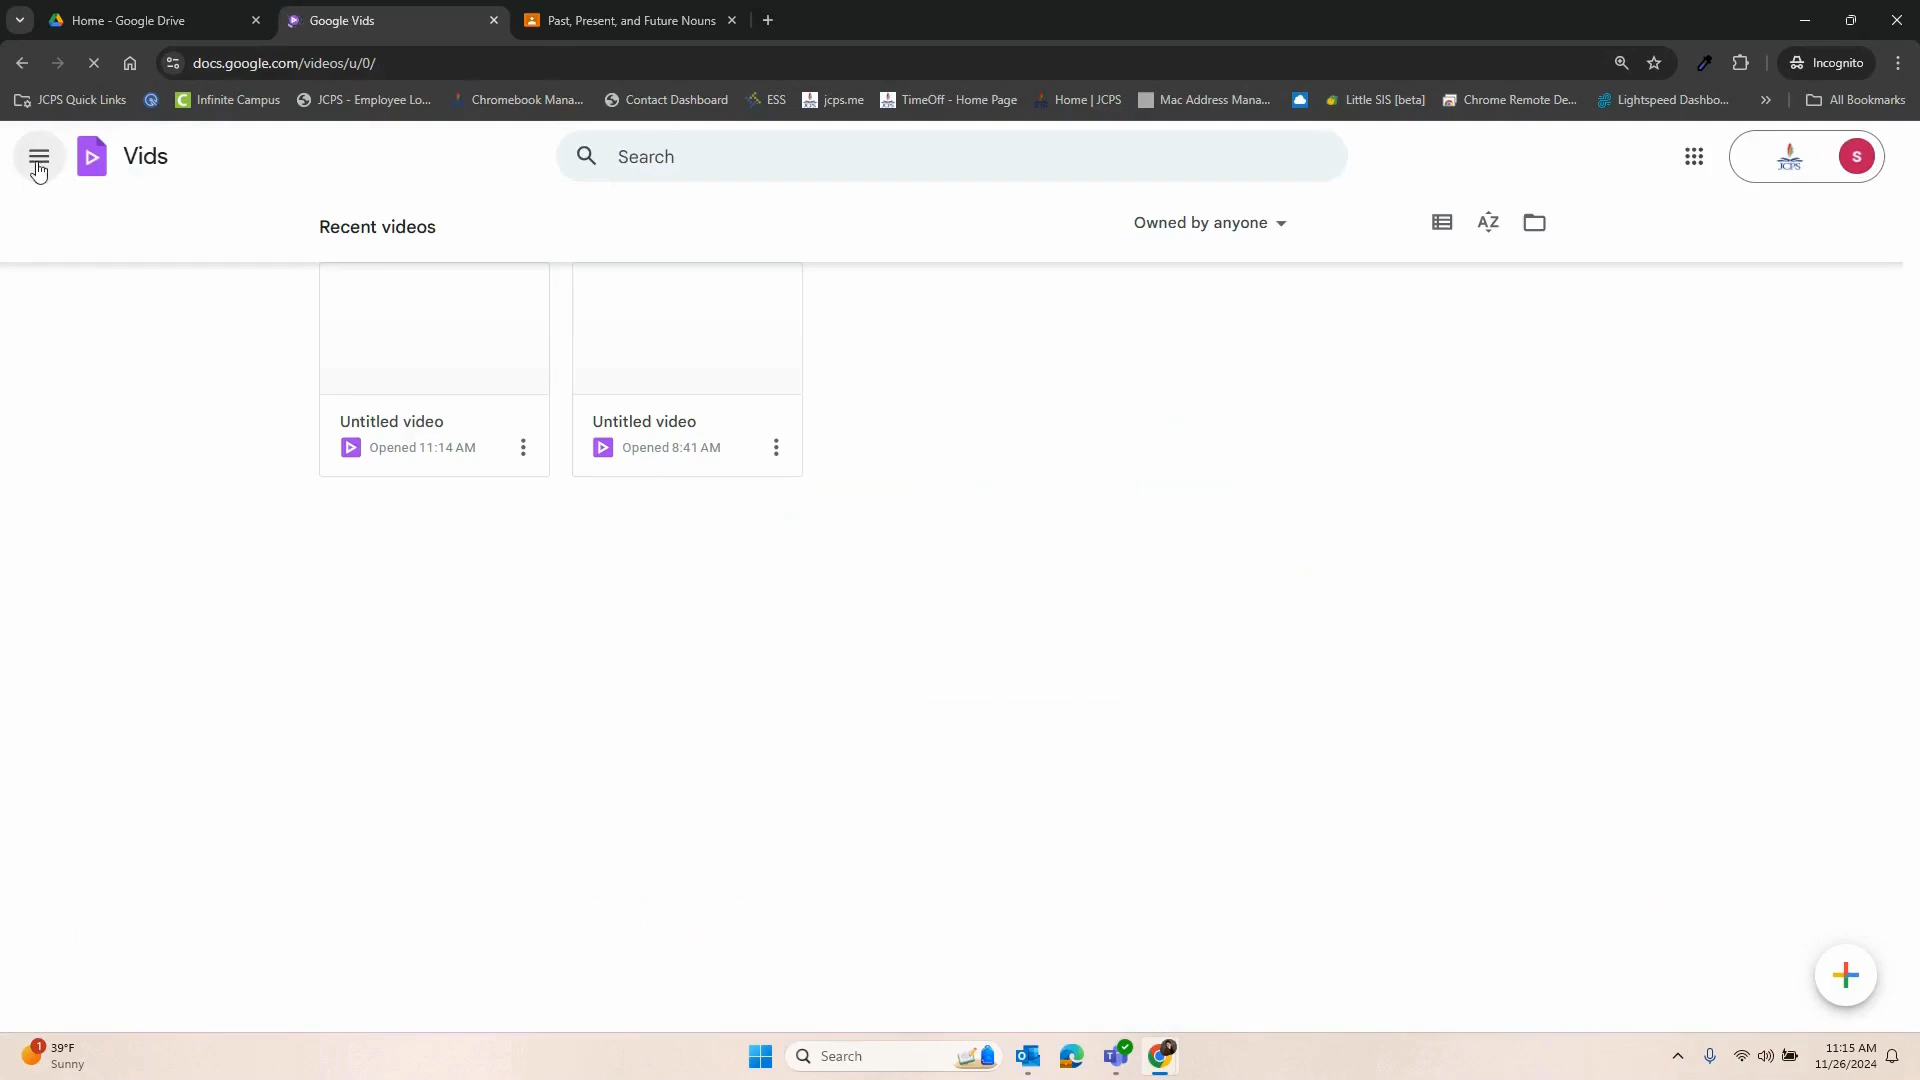 Home - Google Drive
Google Vids
Past, Present, and Future Nouns
docs.google.com/videos/u/0/
Incognito
JCPS Quick Links
Infinite Campus
JCPS - Employee Lo...
Chromebook Mana...
Contact Dashboard
ESS
jcps.me
TimeOff - Home Page
Home | JCPS
Mac Address Mana...
Little SIS [beta]
Chrome Remote De...
Lightspeed Dashbo...
All Bookmarks
Vids
Search
JCPS
S
Recent videos
Owned by anyone
AZ
Untitled video
Opened 11:14 AM
Untitled video
Opened 8:41 AM
1
39°F
Sunny
Search
11:15 AM
11/26/2024